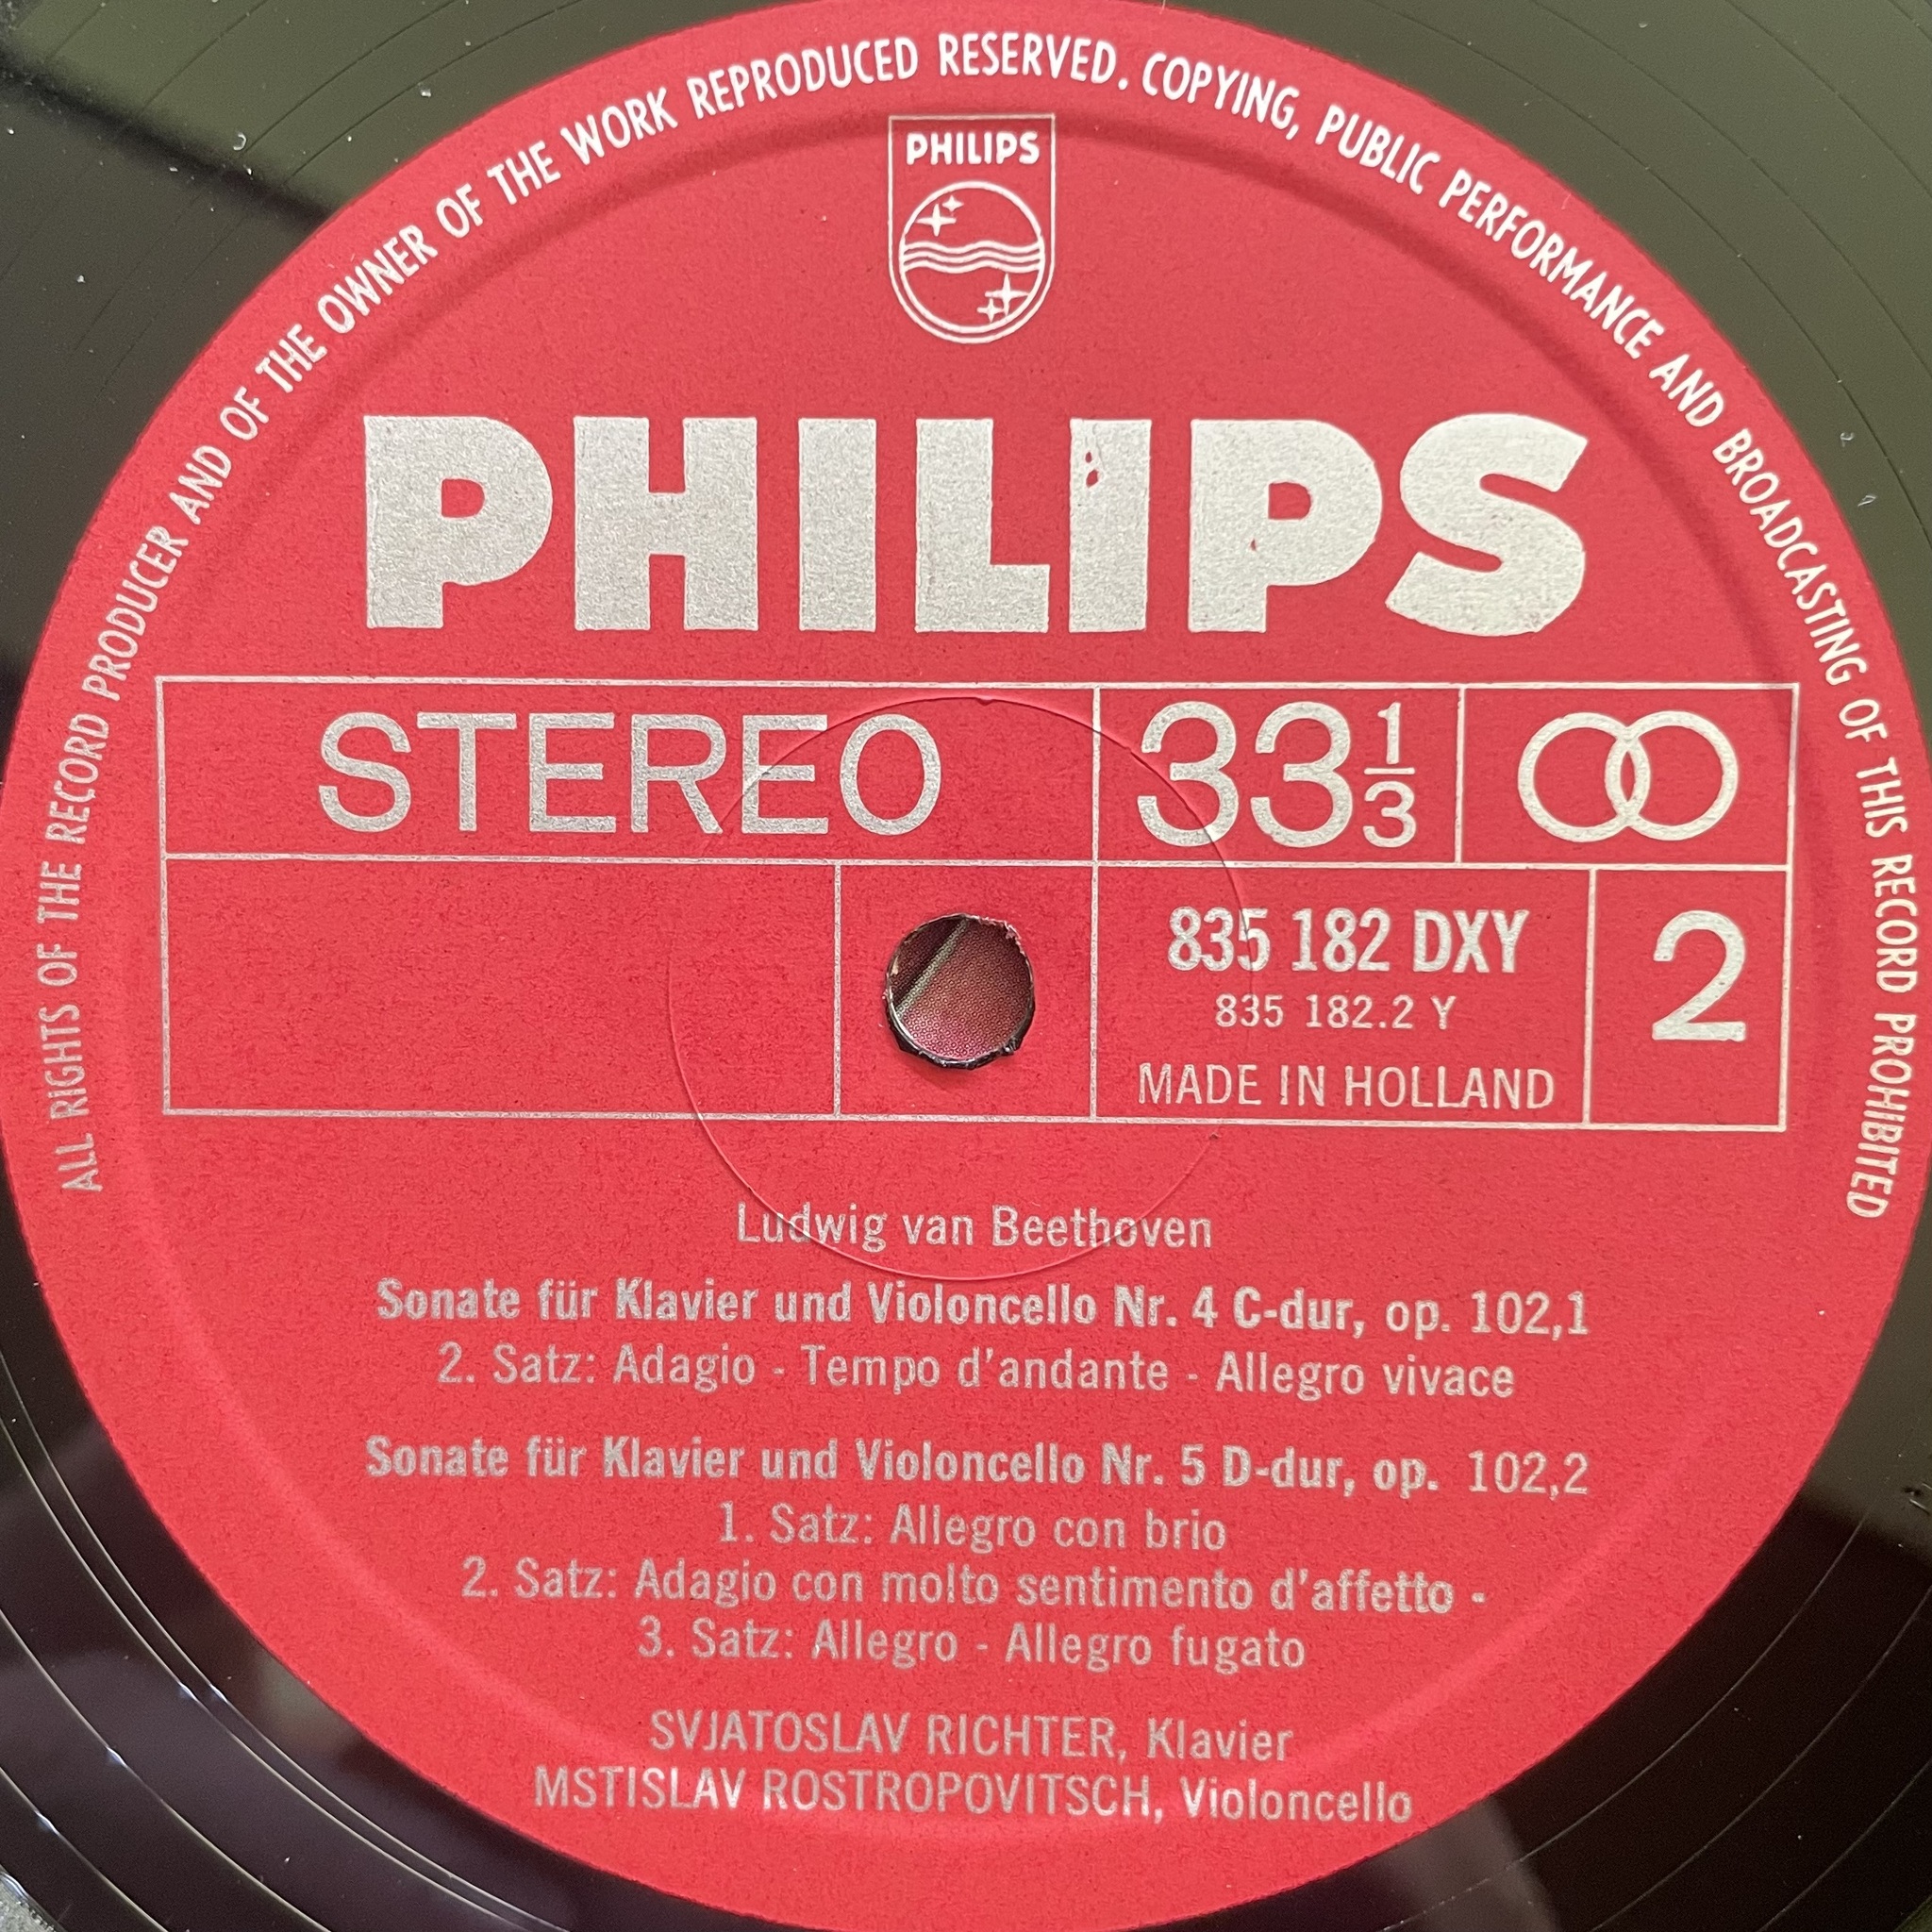 ALL RIGHTS OF THE RECORD PRODUCER AND OF THE OWNER OF THE WORK REPRODUCED RESERVED. COPYING, PUBLIC PERFORMANCE AND BROADCASTING OF THIS RECORD PROHIBITED
PHILIPS
PHILIPS
STEREO 33 1/3
835 182 DXY
835 182.2 Y
MADE IN HOLLAND
2
Ludwig van Beethoven
Sonate für Klavier und Violoncello Nr. 4 C-dur, op. 102,1
2. Satz: Adagio - Tempo d'andante - Allegro vivace
Sonate für Klavier und Violoncello Nr. 5 D-dur, op. 102,2
1. Satz: Allegro con brio
2. Satz: Adagio con molto sentimento d'affetto -
3. Satz: Allegro - Allegro fugato
SVJATOSLAV RICHTER, Klavier
MSTISLAV ROSTROPOVITSCH, Violoncello